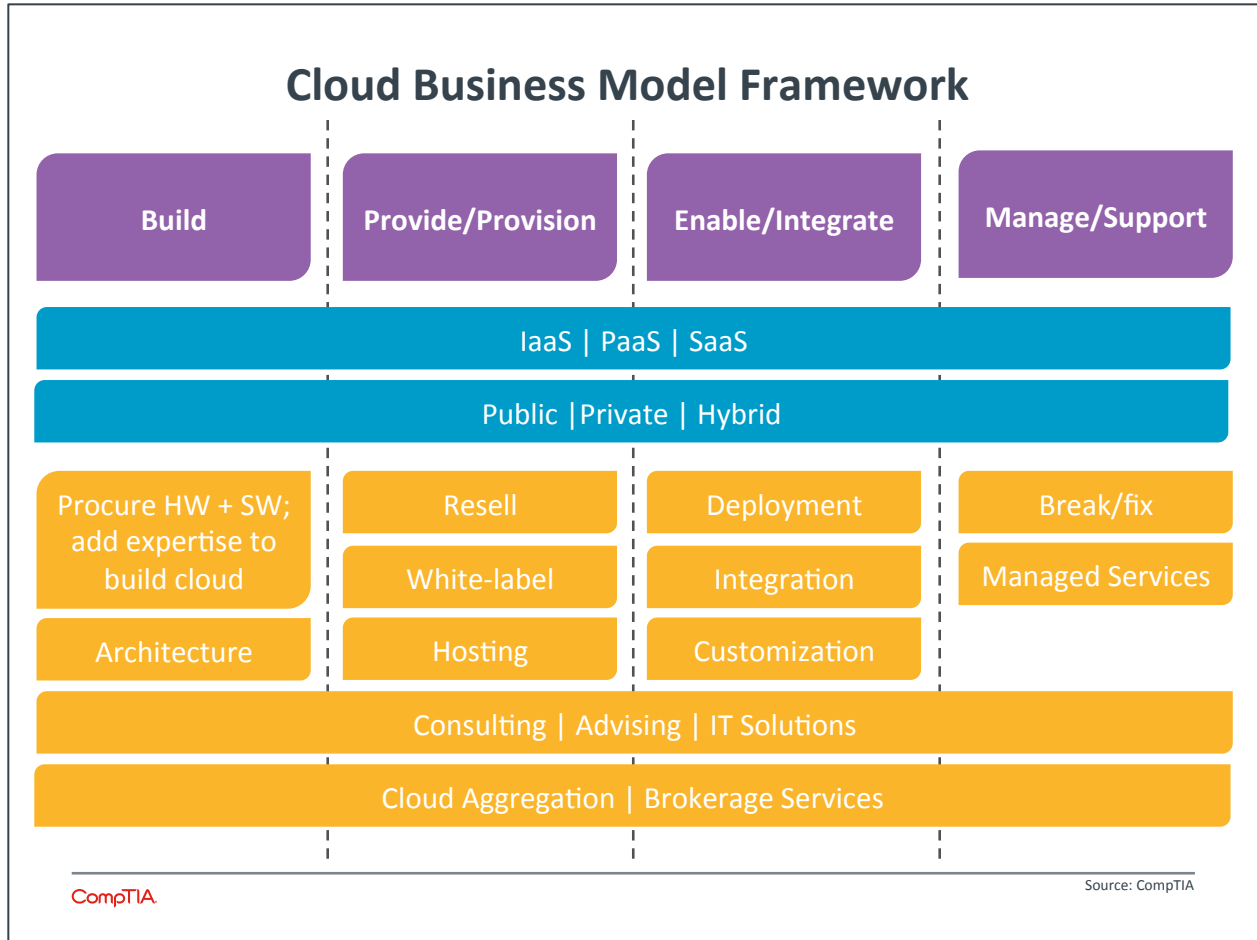 Cloud Business Model Framework
Build
Provide/Provision
Enable/Integrate
Manage/Support
IaaS | PaaS | SaaS
Public |Private | Hybrid
Procure HW + SW;
add expertise to
build cloud
Resell
Deployment
Break/fix
White-label
Integration
Managed Services
Architecture
Hosting
Customization
Consulting | Advising | IT Solutions
Cloud Aggregation | Brokerage Services
CompTIA.
Source: CompTIA